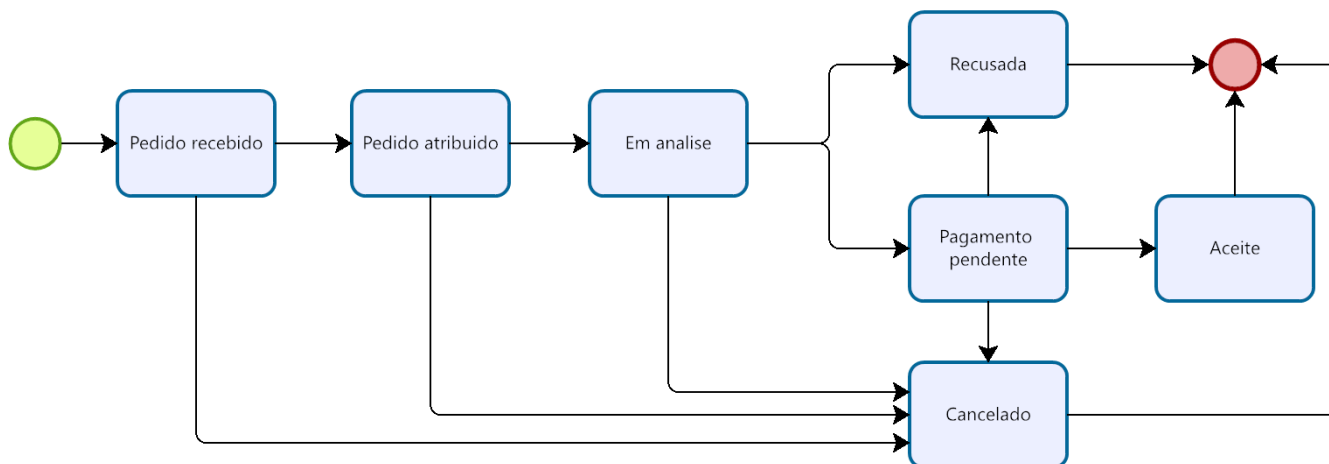 Recusada
Pedido recebido
Pedido atribuido
Em analise
Pagamento
pendente
Aceite
Cancelado